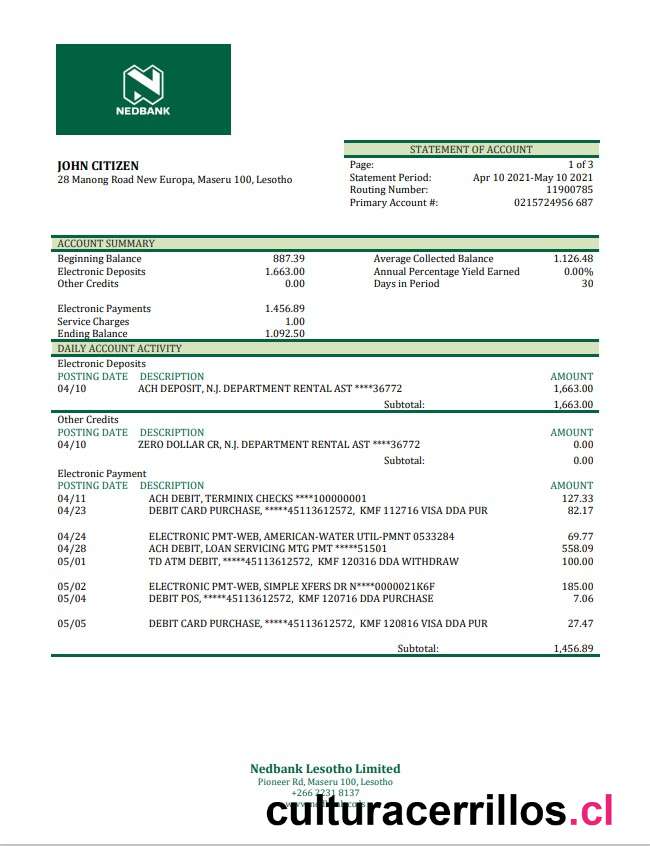 NEDBANK
STATEMENT OF ACCOUNT
JOHN CITIZEN
28 Manong Road New Europa, Maseru 100, Lesotho
Page: 1 of 3
Statement Period: Apr 10 2021-May 10 2021
Routing Number: 11900785
Primary Account #: 0215724956 687
ACCOUNT SUMMARY
Beginning Balance 887.39 Average Collected Balance 1.126.48
Electronic Deposits 1.663.00 Annual Percentage Yield Earned 0.00%
Other Credits 0.00 Days in Period 30
Electronic Payments 1.456.89
Service Charges 1.00
Ending Balance 1.092.50
DAILY ACCOUNT ACTIVITY
Electronic Deposits
POSTING DATE DESCRIPTION AMOUNT
04/10 ACH DEPOSIT, N.J. DEPARTMENT RENTAL AST ****36772 1,663.00
Subtotal: 1,663.00
Other Credits
POSTING DATE DESCRIPTION AMOUNT
04/10 ZERO DOLLAR CR, N.J. DEPARTMENT RENTAL AST ****36772 0.00
Subtotal: 0.00
Electronic Payment
POSTING DATE DESCRIPTION AMOUNT
04/11 ACH DEBIT, TERMINIX CHECKS ****100000001 127.33
04/23 DEBIT CARD PURCHASE, *****45113612572, KMF 112716 VISA DDA PUR 82.17
04/24 ELECTRONIC PMT-WEB, AMERICAN-WATER UTIL-PMNT 0533284 69.77
04/28 ACH DEBIT, LOAN SERVICING MTG PMT *****51501 558.09
05/01 TD ATM DEBIT, *****45113612572, KMF 120316 DDA WITHDRAW 100.00
05/02 ELECTRONIC PMT-WEB, SIMPLE XFERS DR N****0000021K6F 185.00
05/04 DEBIT POS, *****45113612572, KMF 120716 DDA PURCHASE 7.06
05/05 DEBIT CARD PURCHASE, *****45113612572, KMF 120816 VISA DDA PUR 27.47
Subtotal: 1,456.89
Nedbank Lesotho Limited
Pioneer Rd, Maseru 100, Lesotho
+266 2231 8137
culturacerrillos.cl